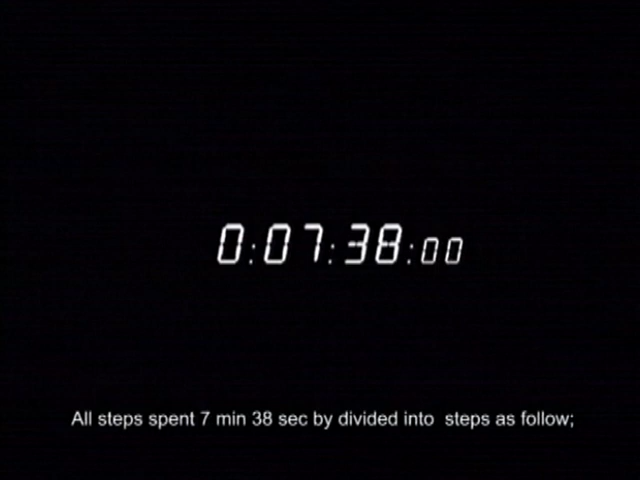 0:07:38:00
All steps spent 7 min 38 sec by divided into  steps as follow;